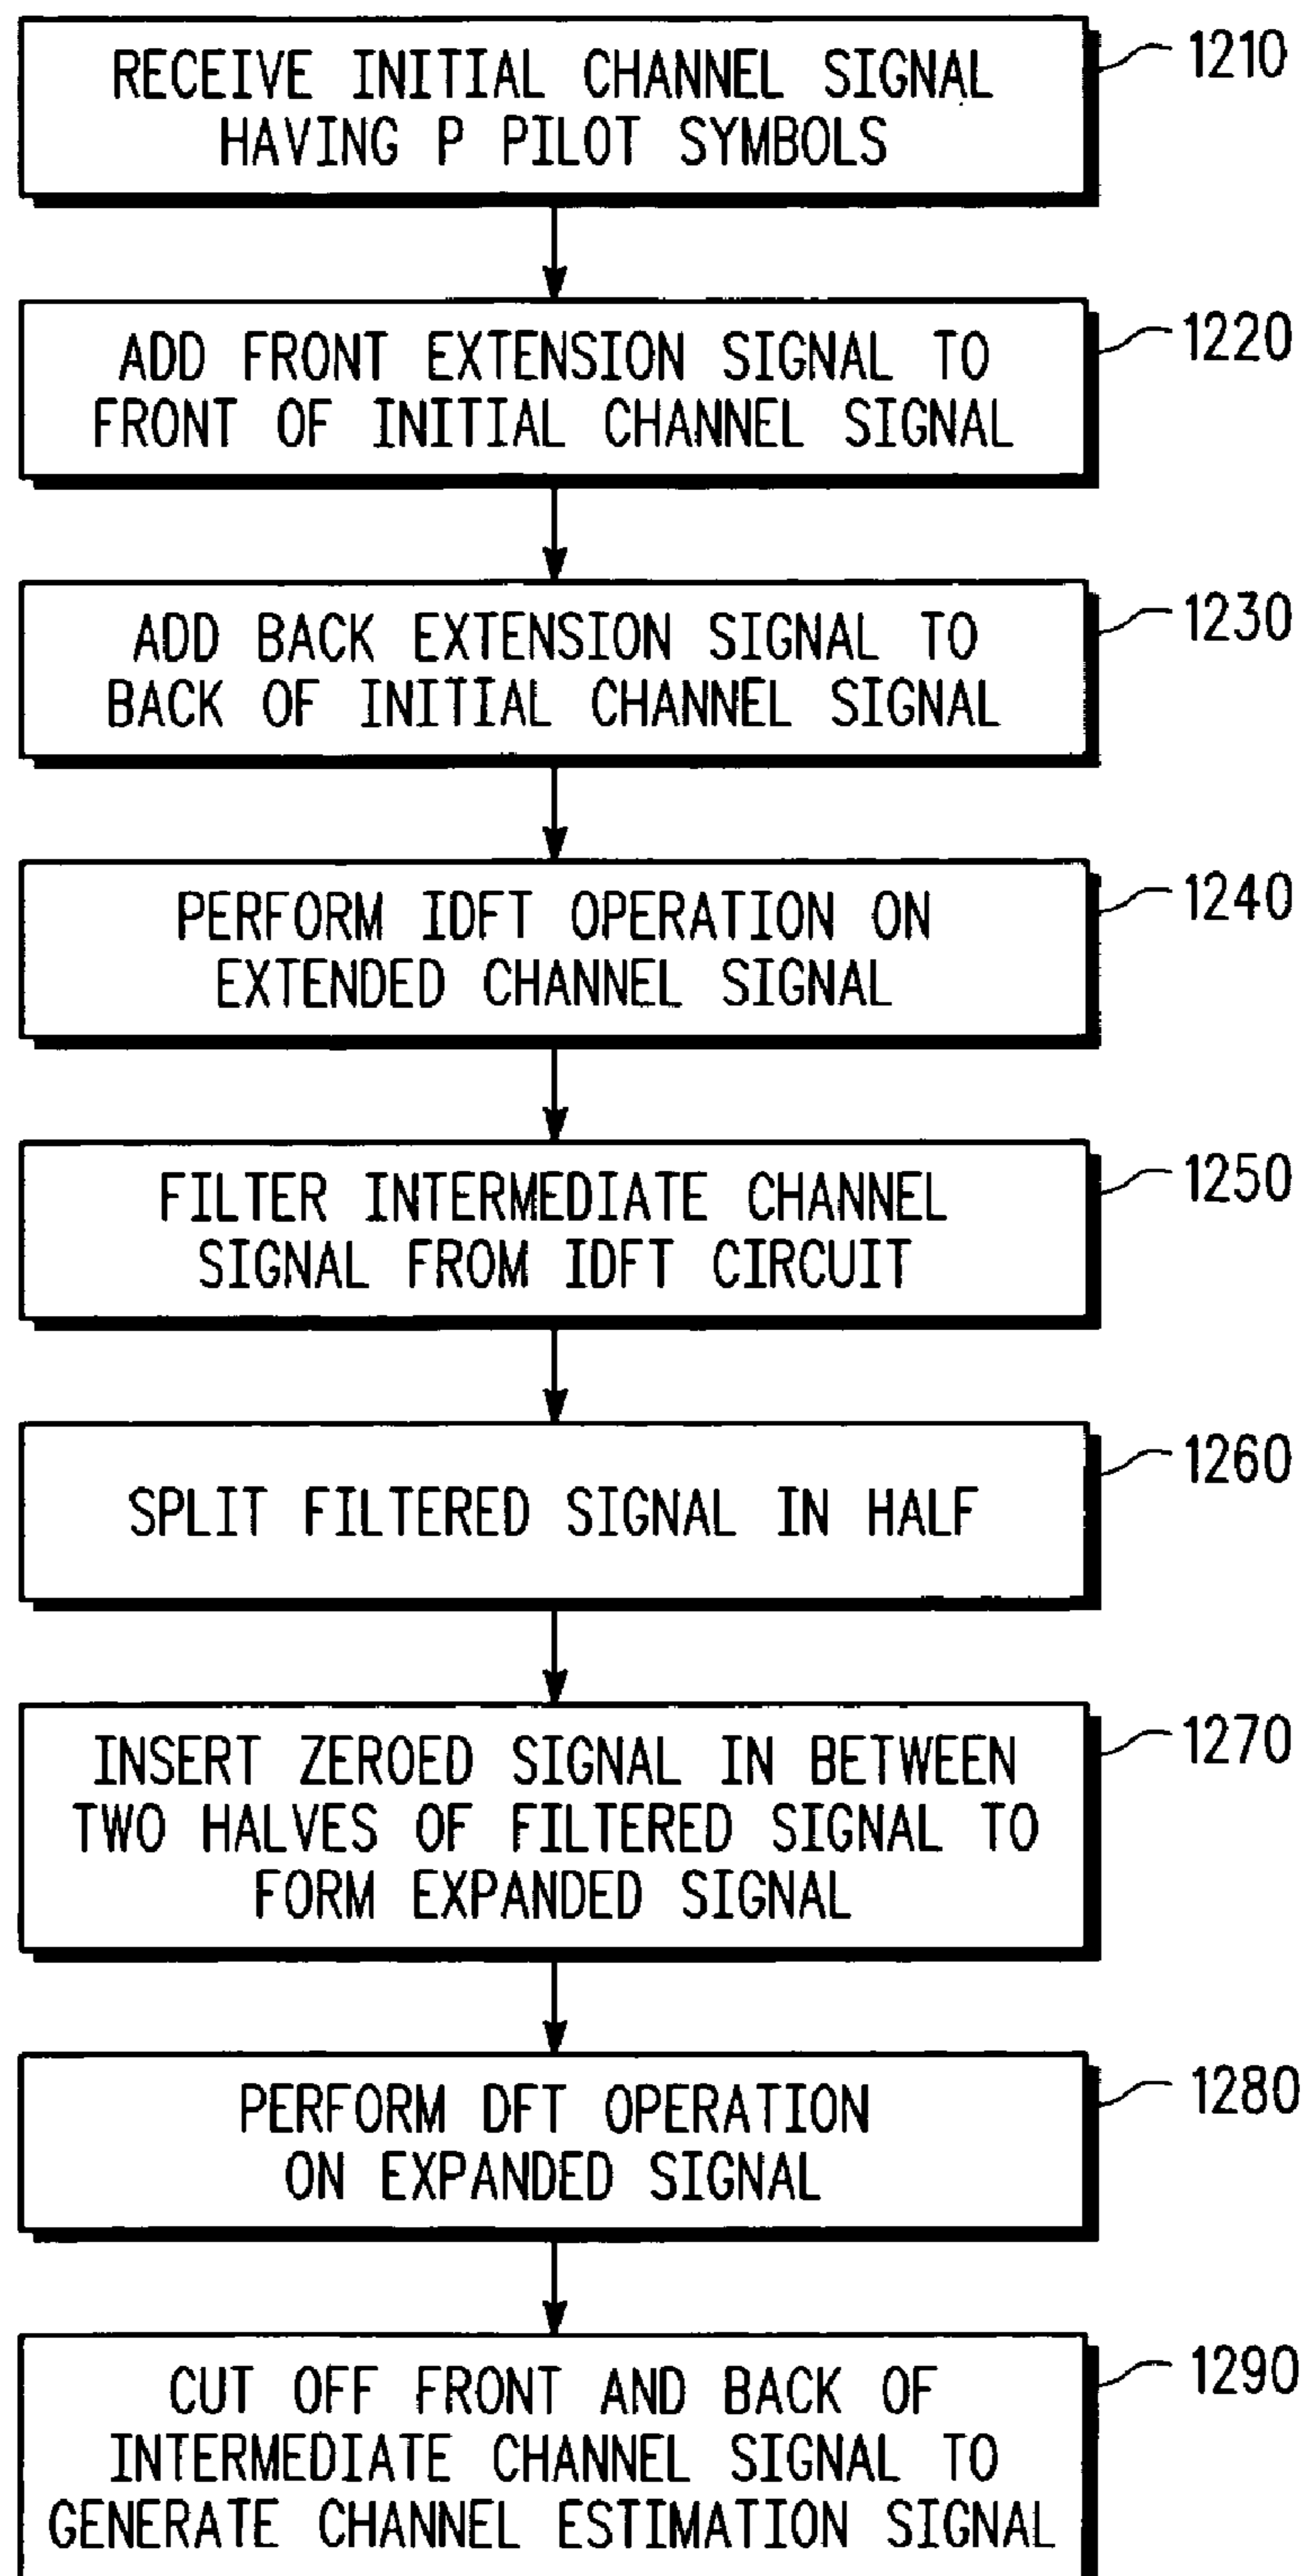 RECEIVE INITIAL CHANNEL SIGNAL
HAVING P PILOT SYMBOLS
1210
ADD FRONT EXTENSION SIGNAL TO
FRONT OF INITIAL CHANNEL SIGNAL
1220
ADD BACK EXTENSION SIGNAL TO
BACK OF INITIAL CHANNEL SIGNAL
1230
PERFORM IDFT OPERATION ON
EXTENDED CHANNEL SIGNAL
1240
FILTER INTERMEDIATE CHANNEL
SIGNAL FROM IDFT CIRCUIT
1250
SPLIT FILTERED SIGNAL IN HALF
1260
INSERT ZEROED SIGNAL IN BETWEEN
TWO HALVES OF FILTERED SIGNAL TO
FORM EXPANDED SIGNAL
1270
PERFORM DFT OPERATION
ON EXPANDED SIGNAL
1280
CUT OFF FRONT AND BACK OF
INTERMEDIATE CHANNEL SIGNAL TO
GENERATE CHANNEL ESTIMATION SIGNAL
1290